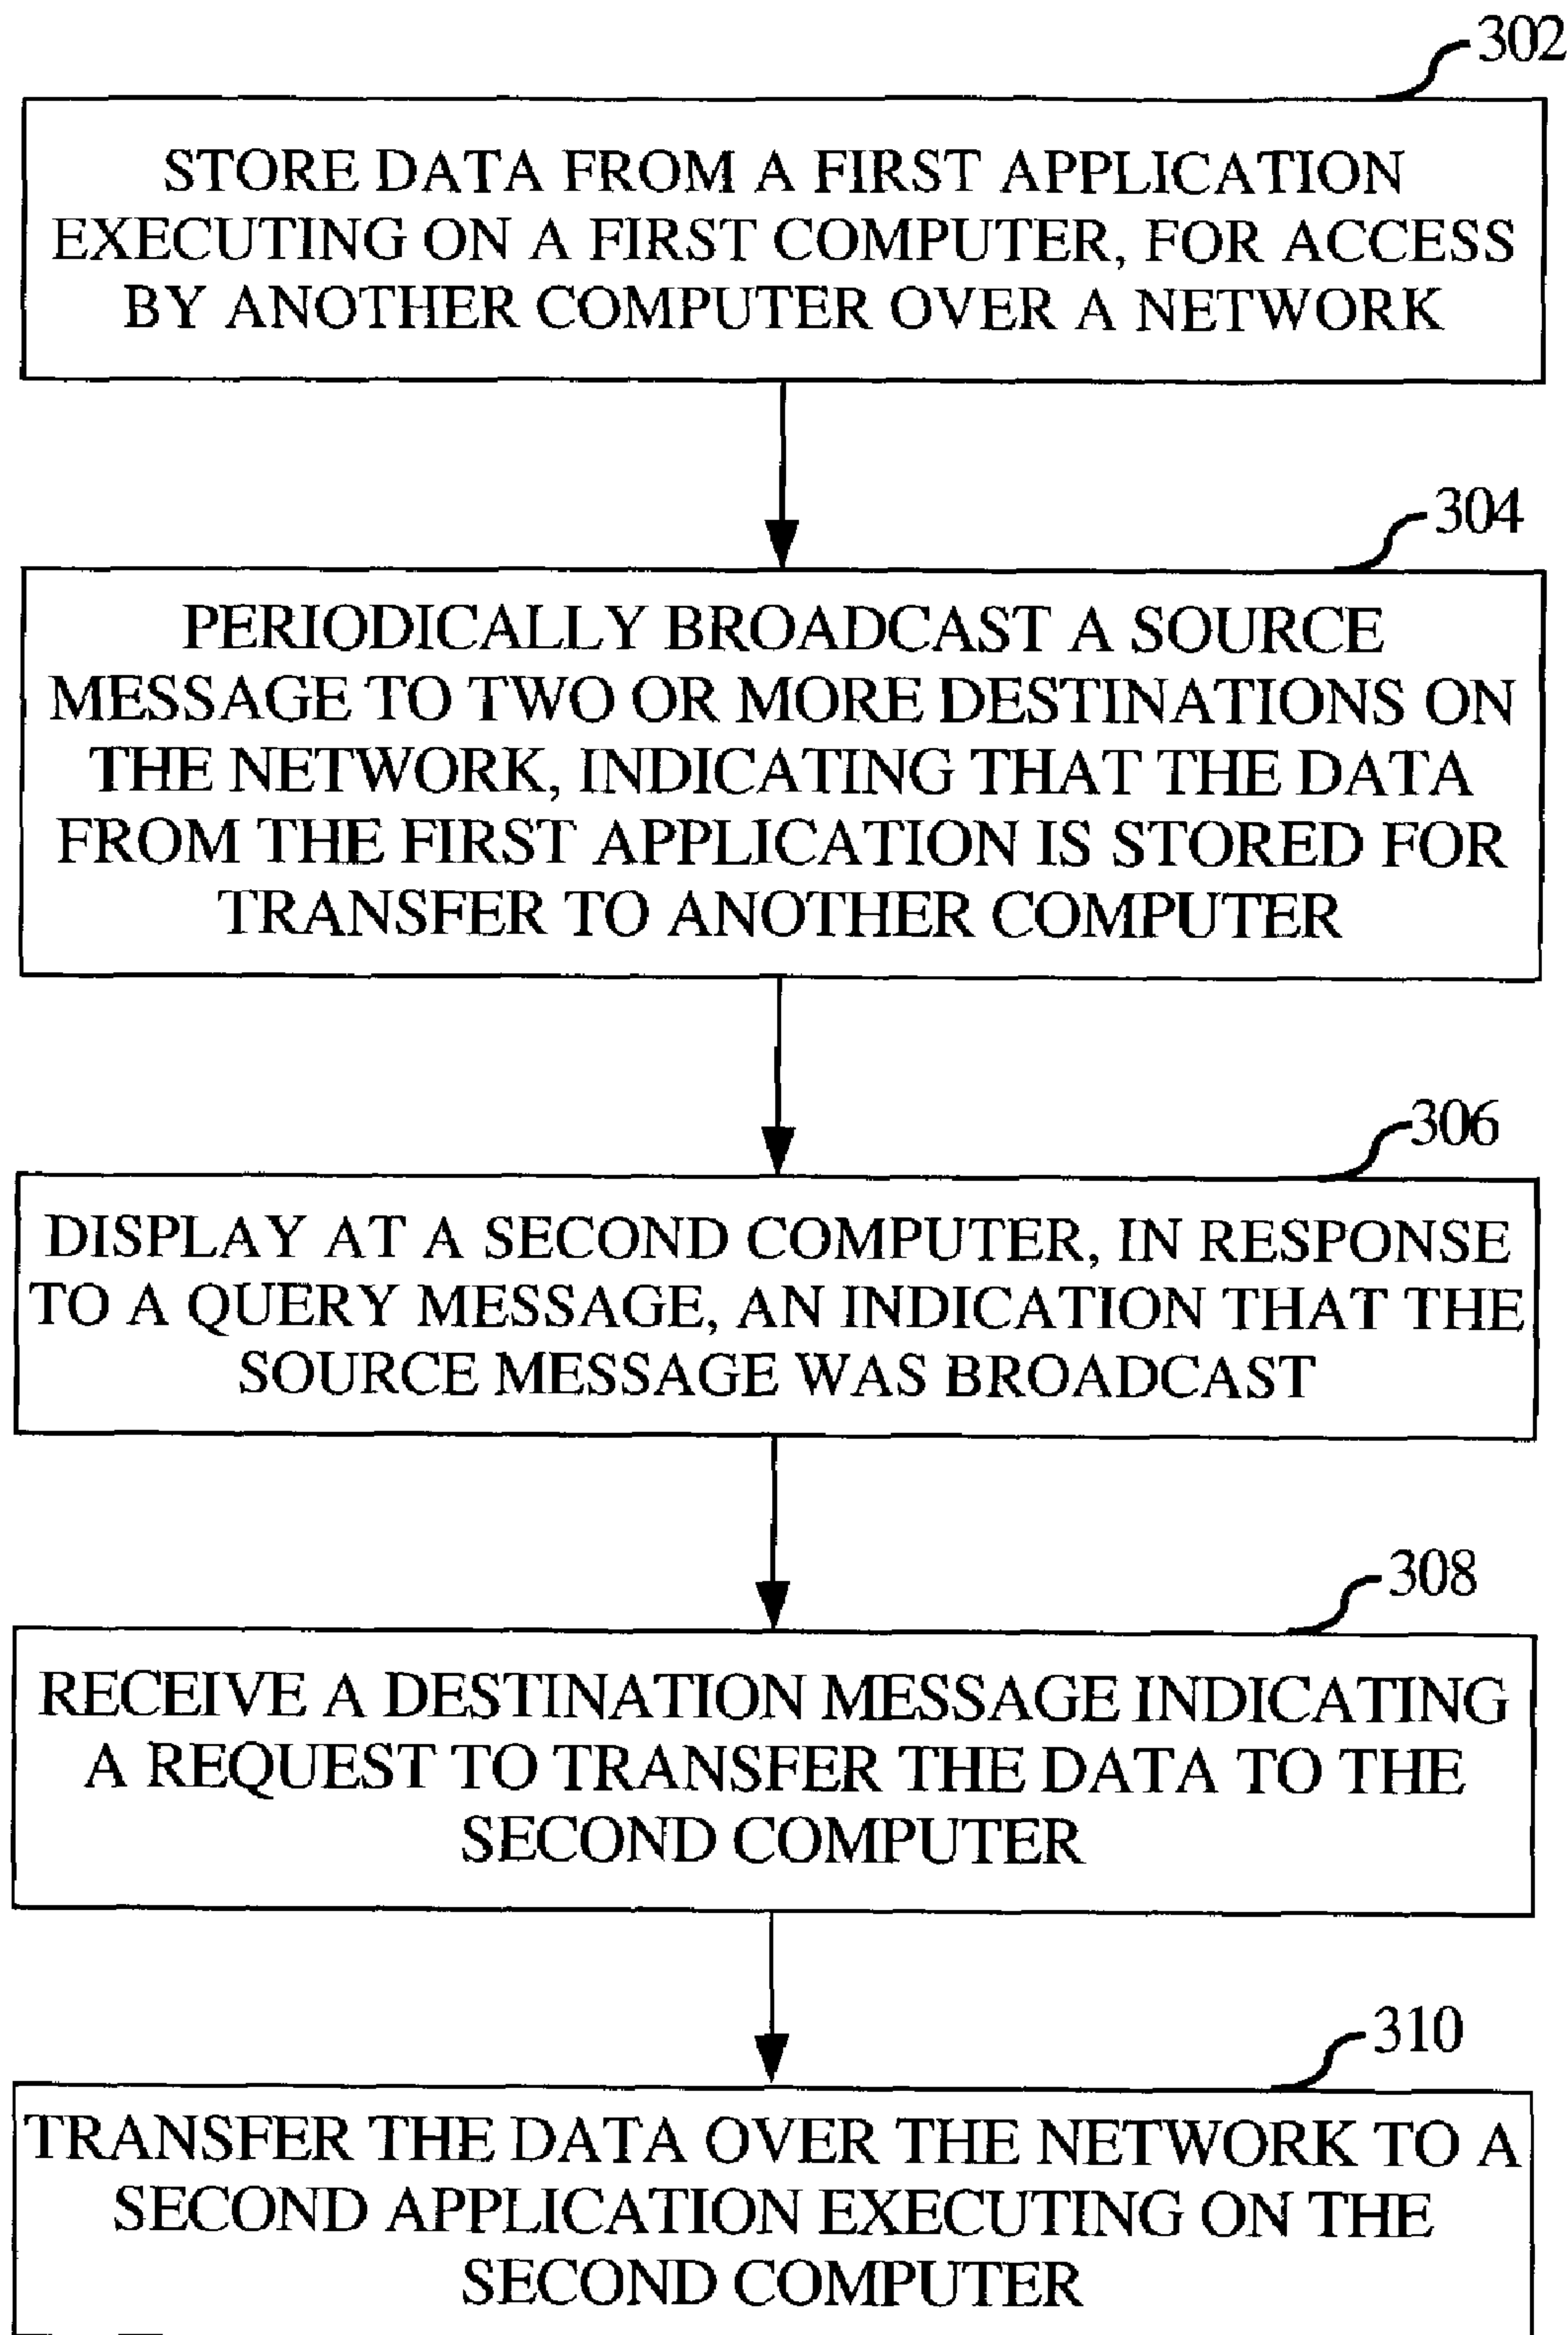 302
STORE DATA FROM A FIRST APPLICATION
EXECUTING ON A FIRST COMPUTER, FOR ACCESS
BY ANOTHER COMPUTER OVER A NETWORK
304
PERIODICALLY BROADCAST A SOURCE
MESSAGE TO TWO OR MORE DESTINATIONS ON
THE NETWORK, INDICATING THAT THE DATA
FROM THE FIRST APPLICATION IS STORED FOR
TRANSFER TO ANOTHER COMPUTER
306
DISPLAY AT A SECOND COMPUTER, IN RESPONSE
TO A QUERY MESSAGE, AN INDICATION THAT THE
SOURCE MESSAGE WAS BROADCAST
308
RECEIVE A DESTINATION MESSAGE INDICATING
A REQUEST TO TRANSFER THE DATA TO THE
SECOND COMPUTER
310
TRANSFER THE DATA OVER THE NETWORK TO A
SECOND APPLICATION EXECUTING ON THE
SECOND COMPUTER